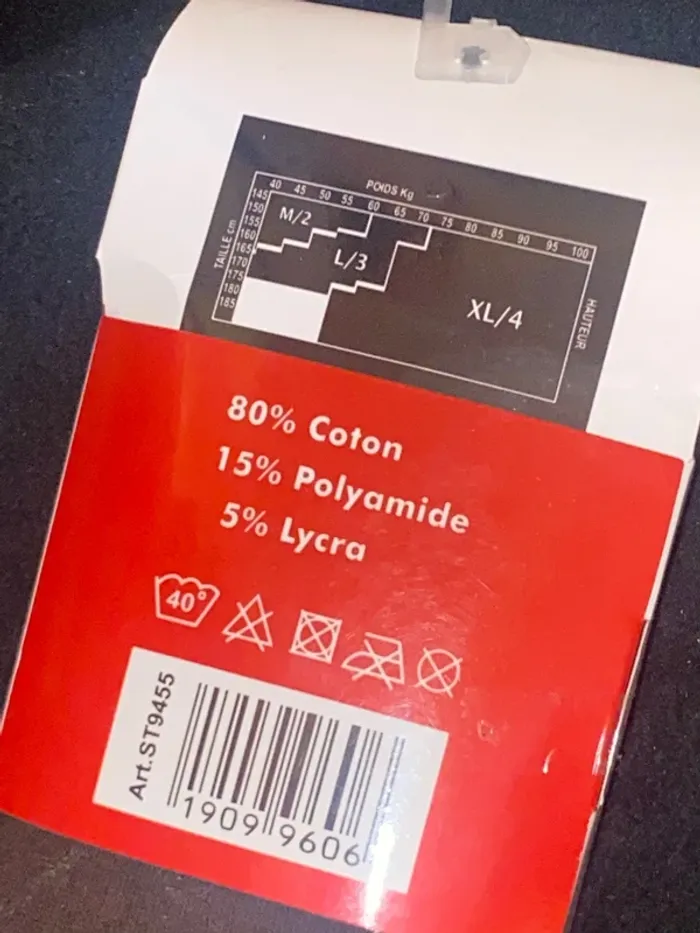 POIDS Kg
40 45 50 55 60 65 70 75 80 85 90 95 100
TAILLE cm
145
150
155
160
165
170
175
180
185
M/2
L/3
XL/4
HAUTEUR
80% Coton
15% Polyamide
5% Lycra
40°
Art.ST9455
1909 9606